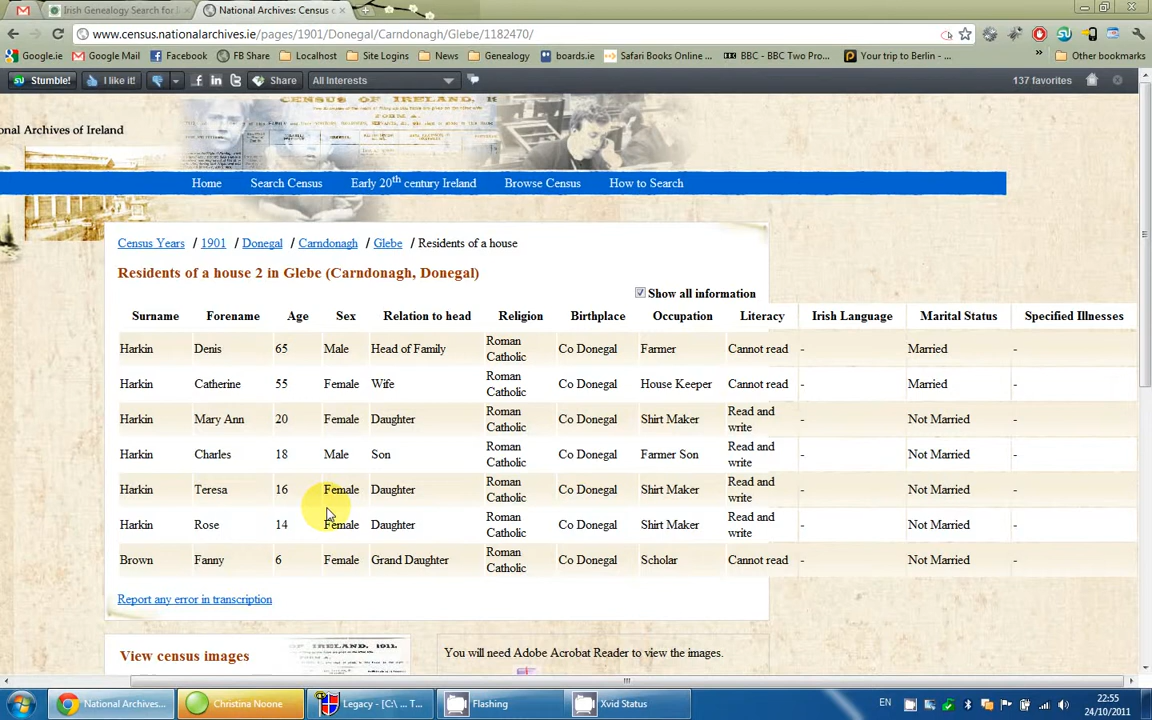 Irish Genealogy Search for I
National Archives: Census o
www.census.nationalarchives.ie/pages/1901/Donegal/Carndonagh/Glebe/1182470/
Google.ie Google Mail Facebook FB Share Localhost Site Logins News Genealogy boards.ie Safari Books Online ... BBC - BBC Two Pro... Your trip to Berlin - ... » Other bookmarks
Stumble! I like it! Share All Interests 137 favorites
CENSUS OF IRELAND, 1
onal Archives of Ireland
Home Search Census Early 20th century Ireland Browse Census How to Search
Census Years / 1901 / Donegal / Carndonagh / Glebe / Residents of a house
Residents of a house 2 in Glebe (Carndonagh, Donegal)
Show all information
Surname Forename Age Sex Relation to head Religion Birthplace Occupation Literacy Irish Language Marital Status Specified Illnesses
Harkin Denis 65 Male Head of Family Roman Catholic Co Donegal Farmer Cannot read - Married -
Harkin Catherine 55 Female Wife Roman Catholic Co Donegal House Keeper Cannot read - Married -
Harkin Mary Ann 20 Female Daughter Roman Catholic Co Donegal Shirt Maker Read and write - Not Married -
Harkin Charles 18 Male Son Roman Catholic Co Donegal Farmer Son Read and write - Not Married -
Harkin Teresa 16 Female Daughter Roman Catholic Co Donegal Shirt Maker Read and write - Not Married -
Harkin Rose 14 Female Daughter Roman Catholic Co Donegal Shirt Maker Read and write - Not Married -
Brown Fanny 6 Female Grand Daughter Roman Catholic Co Donegal Scholar Cannot read - Not Married -
Report any error in transcription
View census images
OF IRELAND, 1911.
You will need Adobe Acrobat Reader to view the images.
National Archives:... Christina Noone Legacy - [C:\ ... T... Flashing Xvid Status EN 22:55
24/10/2011